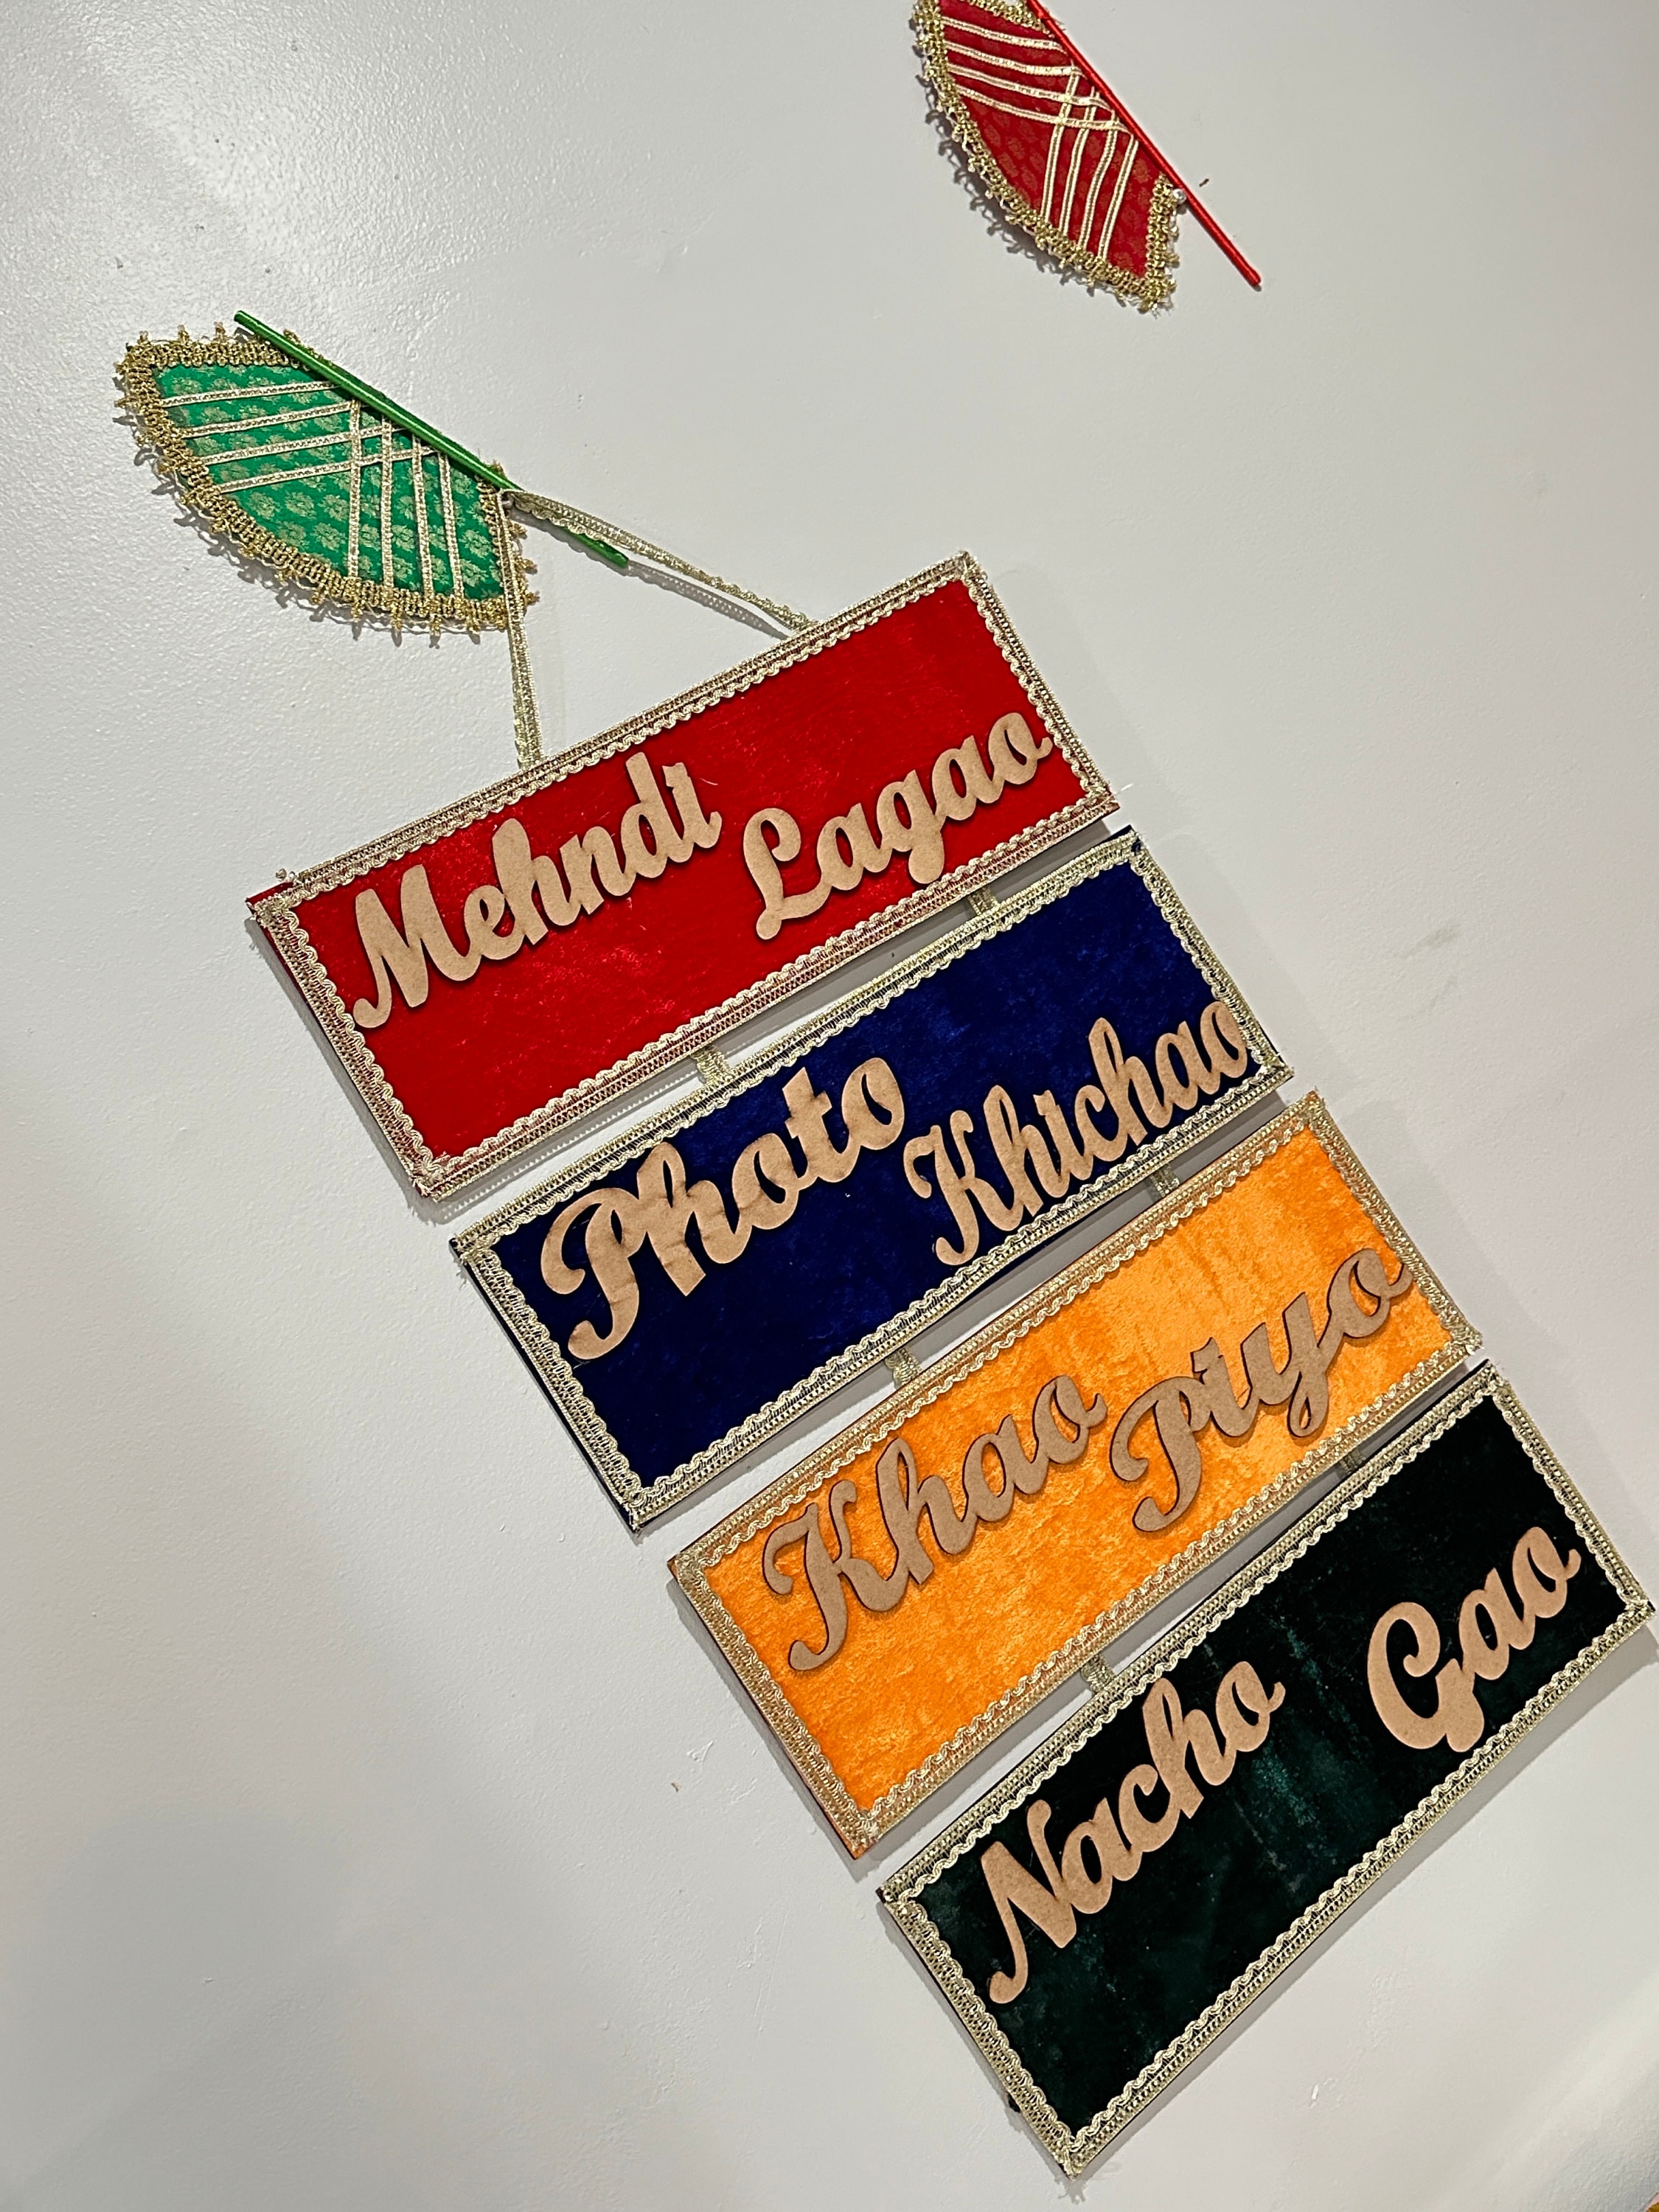 Mehndi Lagao
Photo Khichao
Khao Piyo
Nacho Gao